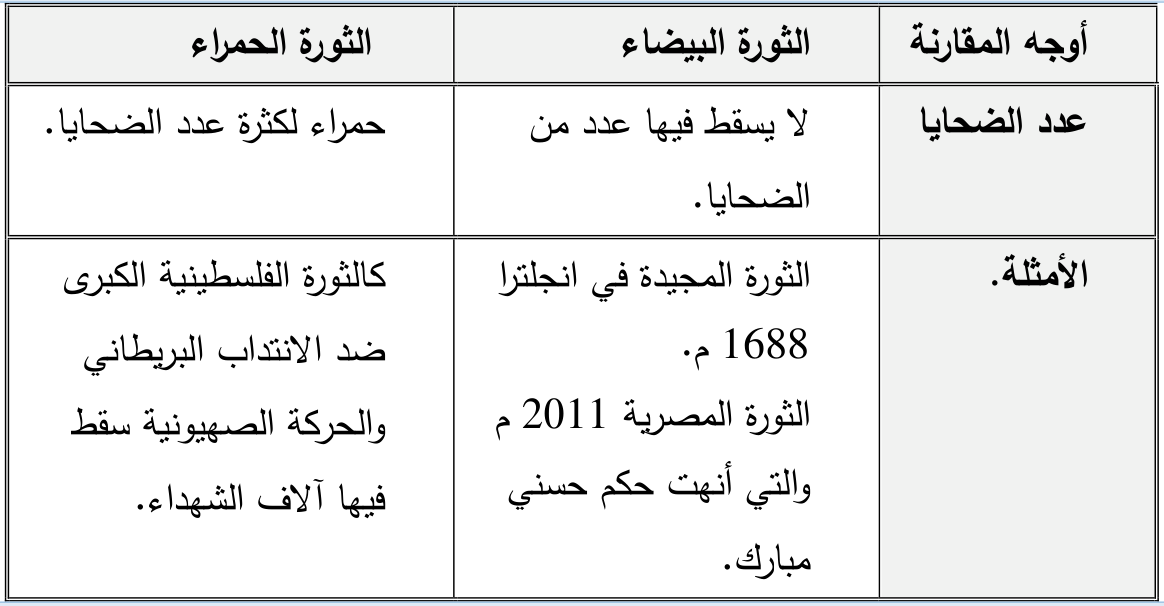 أوجه المقارنة
الثورة البيضاء
الثورة الحمراء
عدد الضحايا
لا يسقط فيها عدد من
الضحايا.
حمراء لكثرة عدد الضحايا.
الأمثلة.
الثورة المجيدة في انجلترا
1688 م.
الثورة المصرية 2011 م
والتي أنهت حكم حسني
مبارك.
كالثورة الفلسطينية الكبرى
ضد الانتداب البريطاني
والحركة الصهيونية سقط
فيها آلاف الشهداء.